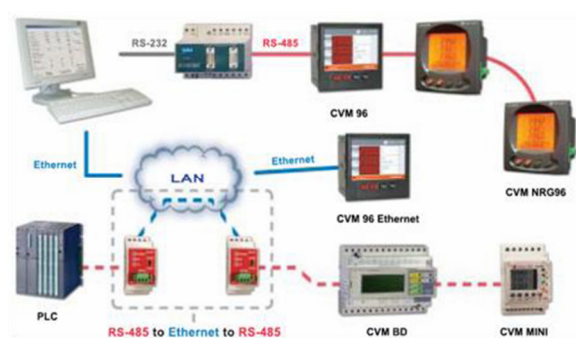 RS-232
RS-485
CVM 96
CVM NRG96
Ethernet
LAN
Ethernet
CVM 96 Ethernet
PLC
RS-485 to Ethernet to RS-485
CVM BD
CVM MINI